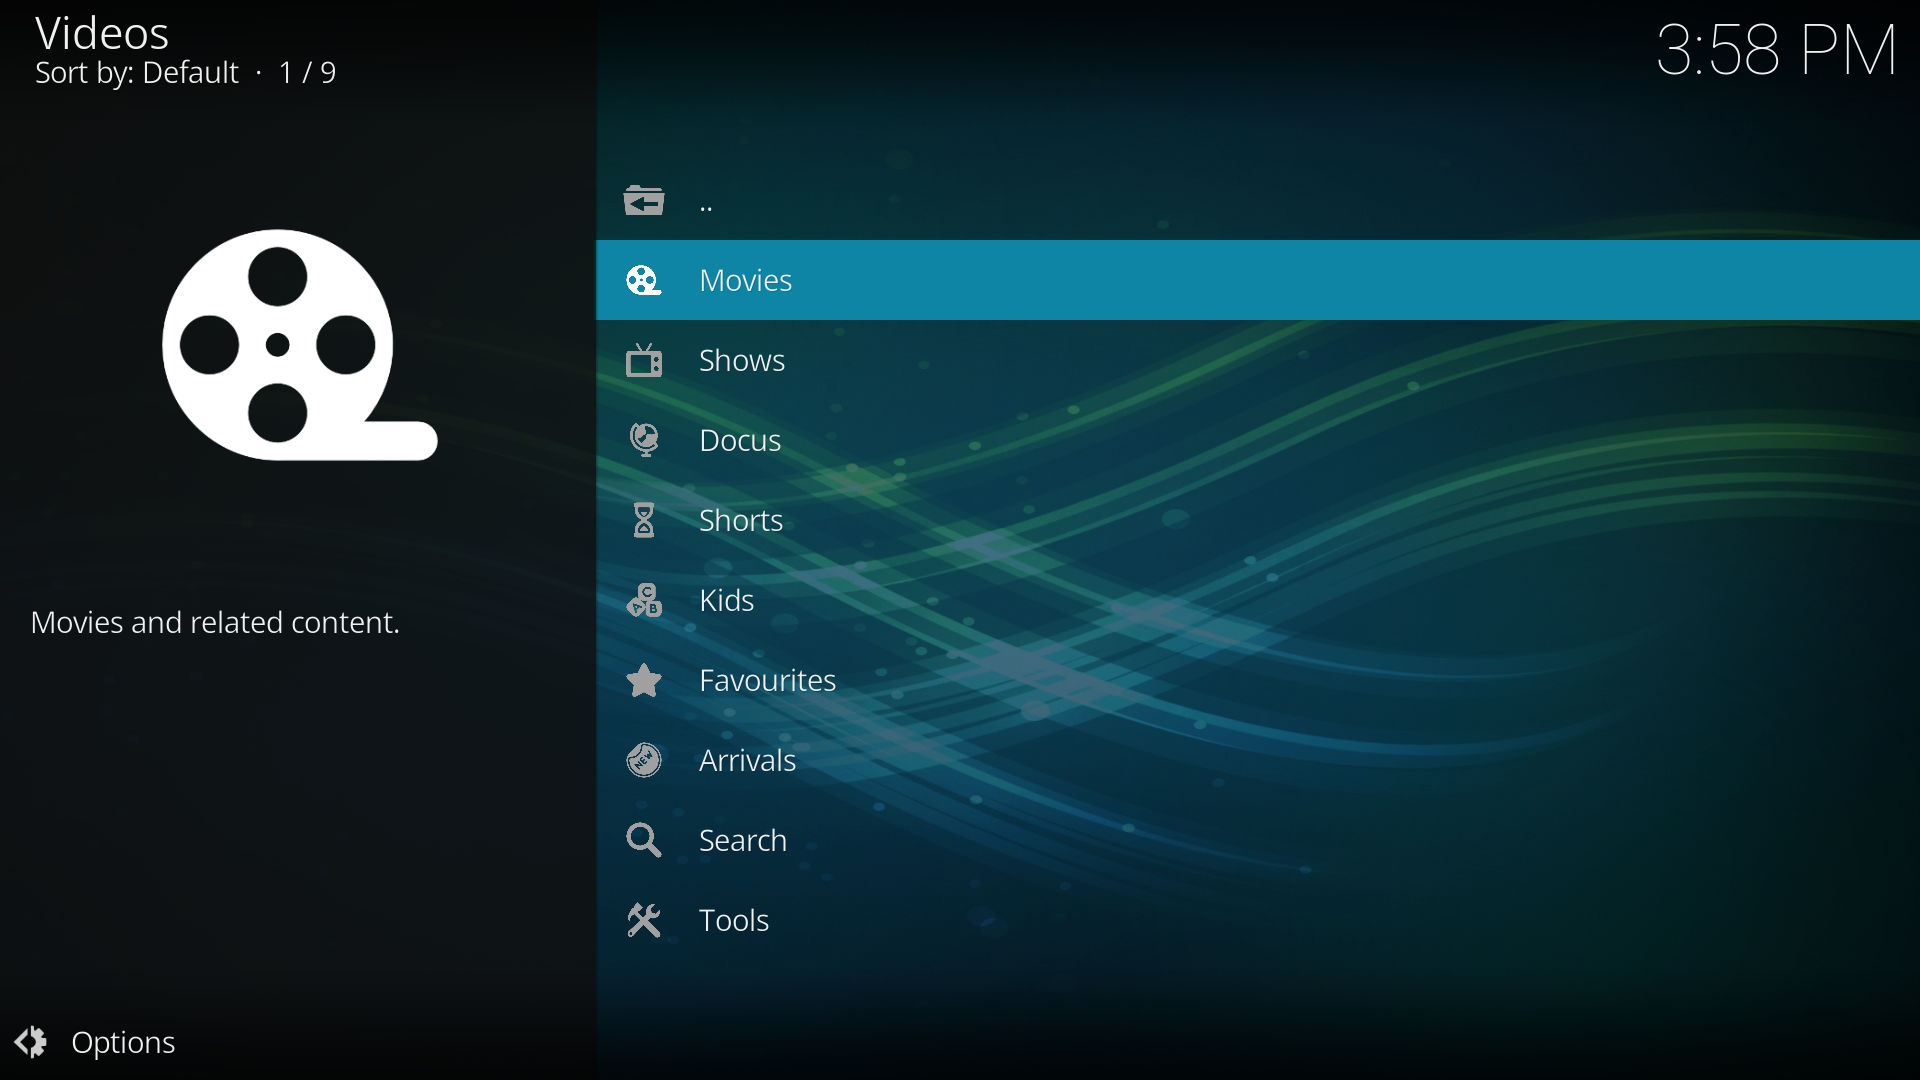 Videos
Sort by: Default · 1 / 9
3:58 PM
..
Movies
Shows
Docus
Shorts
Kids
Favourites
Arrivals
Search
Tools
Movies and related content.
Options
C
A B
NEW